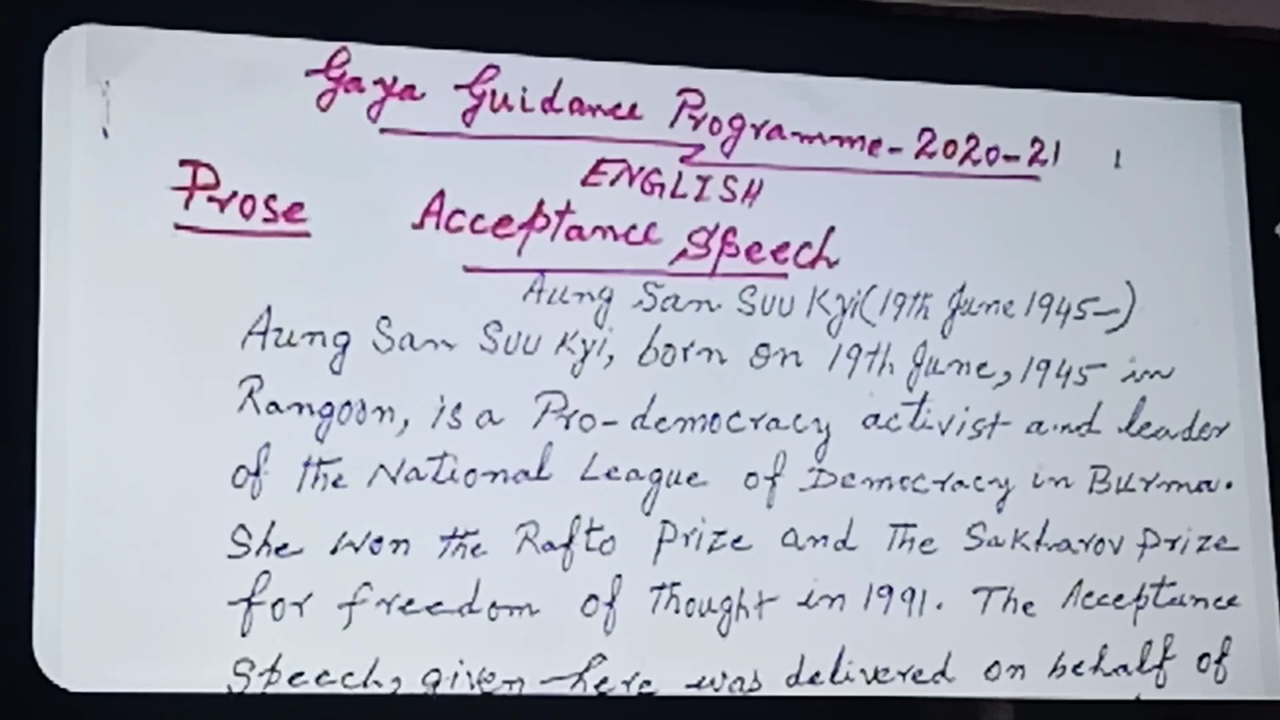 Gaya Guidance Programme-2020-21 1
ENGLISH
Prose Acceptance Speech
Aung San Suu Kyi (19th June 1945-)
Aung San Suu Kyi, born on 19th June, 1945 in
Rangoon, is a Pro-democracy activist and leader
of the National League of Democracy in Burma.
She won the Rafto Prize and The Sakharov Prize
for freedom of Thought in 1991. The Acceptance
Speech, given here was delivered on behalf of